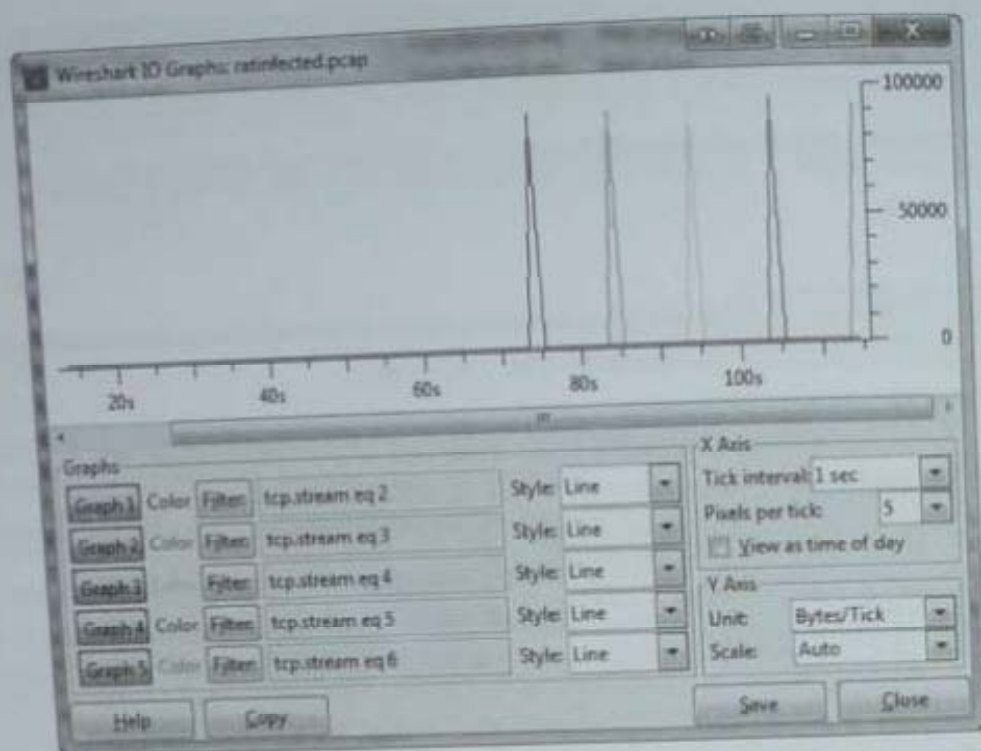 Wireshark IO Graphs: ratinfected.pcap
100000
50000
0
20s 40s 60s 80s 100s
Graphs
Graph 1 Color Filter: tcp.stream eq 2 Style: Line
Graph 2 Color Filter: tcp.stream eq 3 Style: Line
Graph 3 Filter: tcp.stream eq 4 Style: Line
Graph 4 Color Filter: tcp.stream eq 5 Style: Line
Graph 5 Color Filter: tcp.stream eq 6 Style: Line
X Axis
Tick interval: 1 sec
Pixels per tick: 5
View as time of day
Y Axis
Unit: Bytes/Tick
Scale: Auto
Help Copy Save Close